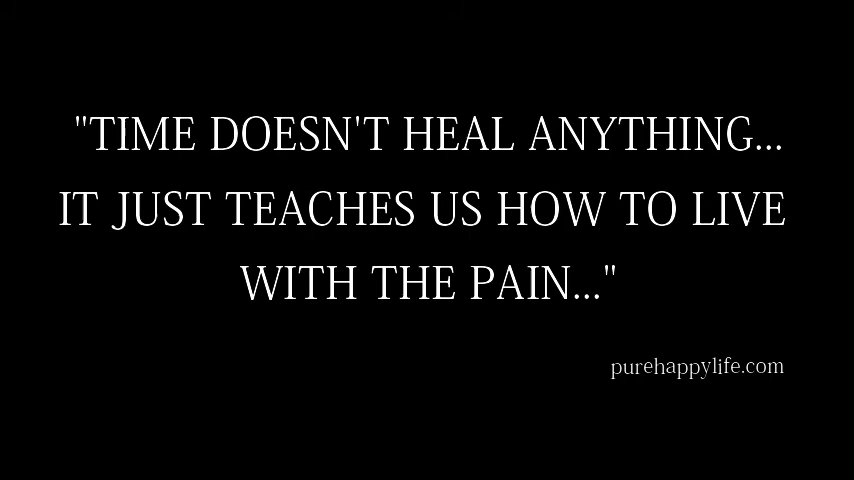 "TIME DOESN'T HEAL ANYTHING...
IT JUST TEACHES US HOW TO LIVE
WITH THE PAIN..."
purehappylife.com